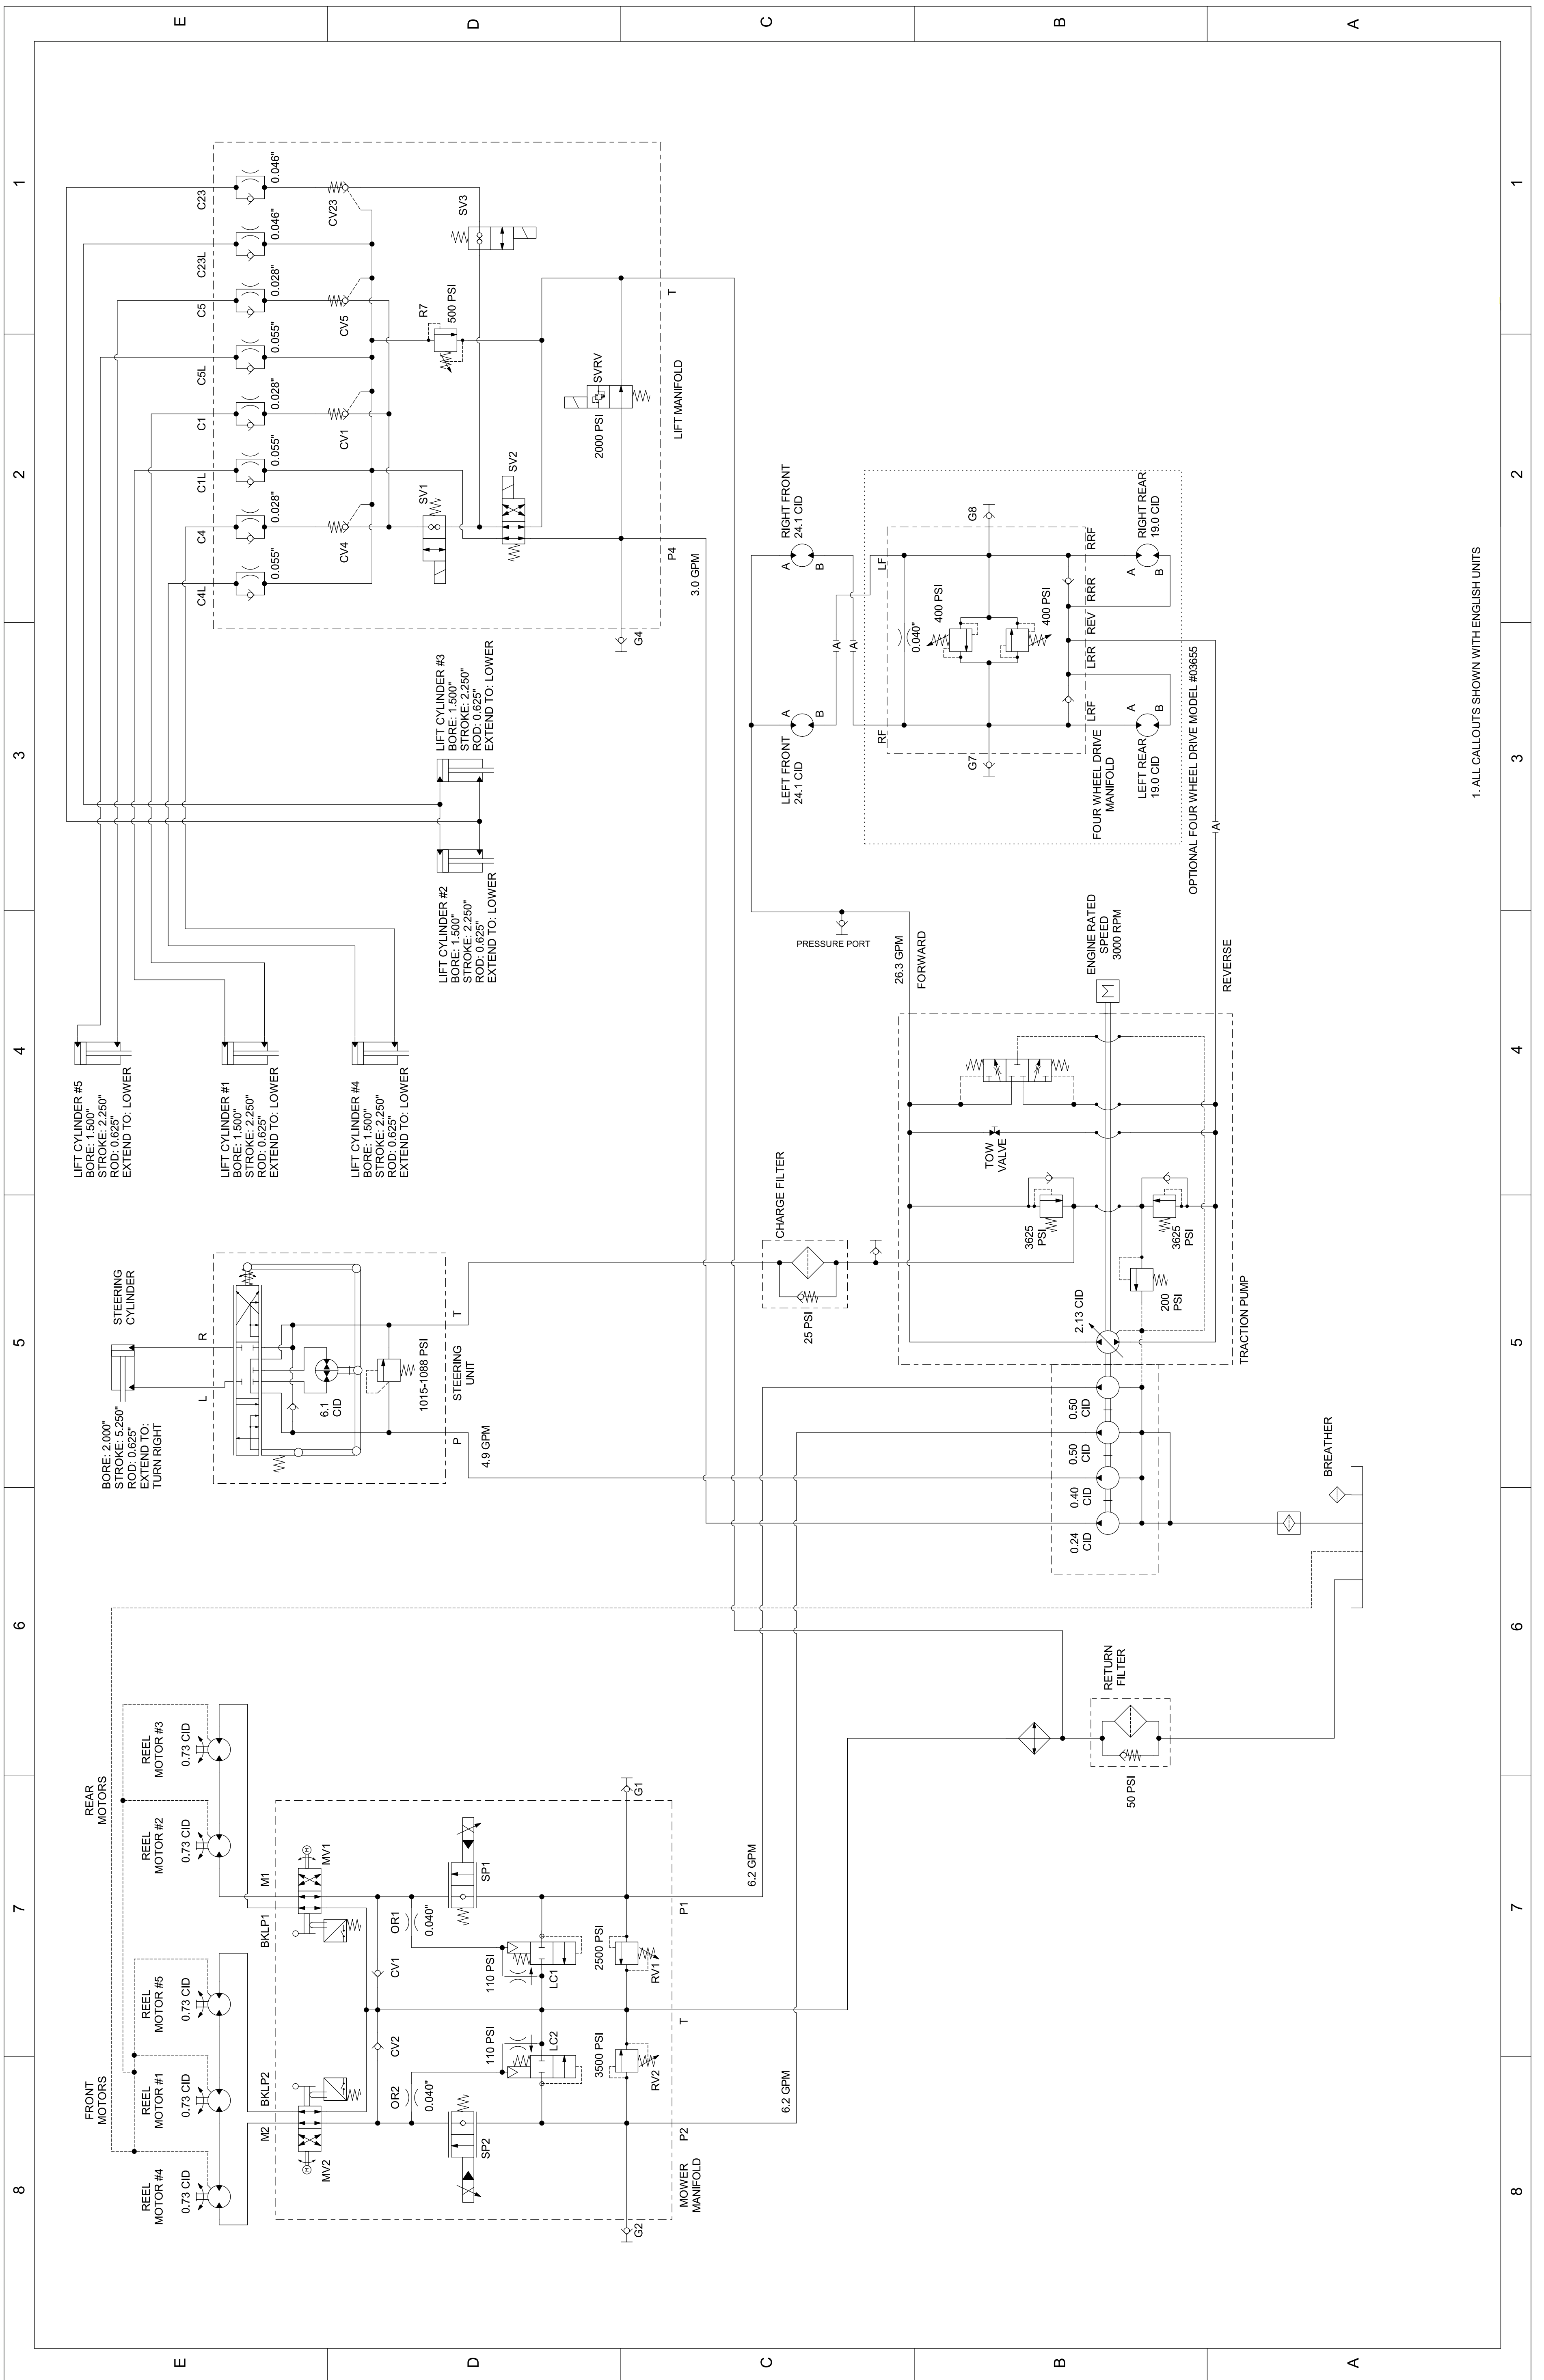 E
D
C
B
A
1
2
3
4
5
6
7
8
1
2
3
4
5
6
7
8
E
D
C
B
A
FRONT
MOTORS
REAR
MOTORS
REEL
MOTOR #4
0.73 CID
REEL
MOTOR #1
0.73 CID
REEL
MOTOR #5
0.73 CID
REEL
MOTOR #2
0.73 CID
REEL
MOTOR #3
0.73 CID
M2
BKLP2
BKLP1
M1
MV2
MV1
CV2
CV1
OR2
0.040"
OR1
0.040"
SP2
SP1
110 PSI
LC2
110 PSI
LC1
3500 PSI
RV2
2500 PSI
RV1
G2
G1
P2
T
P1
MOWER
MANIFOLD
6.2 GPM
6.2 GPM
50 PSI
RETURN
FILTER
BREATHER
BORE: 2.000"
STROKE: 5.250"
ROD: 0.625"
EXTEND TO:
TURN RIGHT
STEERING
CYLINDER
L
R
6.1
CID
1015-1088 PSI
P
T
STEERING
UNIT
4.9 GPM
CHARGE FILTER
25 PSI
0.24
CID
0.40
CID
0.50
CID
0.50
CID
2.13 CID
200
PSI
3625
PSI
3625
PSI
TOW
VALVE
TRACTION PUMP
M
ENGINE RATED
SPEED
3000 RPM
26.3 GPM
FORWARD
REVERSE
PRESSURE PORT
LIFT CYLINDER #5
BORE: 1.500"
STROKE: 2.250"
ROD: 0.625"
EXTEND TO: LOWER
LIFT CYLINDER #1
BORE: 1.500"
STROKE: 2.250"
ROD: 0.625"
EXTEND TO: LOWER
LIFT CYLINDER #4
BORE: 1.500"
STROKE: 2.250"
ROD: 0.625"
EXTEND TO: LOWER
LIFT CYLINDER #2
BORE: 1.500"
STROKE: 2.250"
ROD: 0.625"
EXTEND TO: LOWER
LIFT CYLINDER #3
BORE: 1.500"
STROKE: 2.250"
ROD: 0.625"
EXTEND TO: LOWER
C4L
C4
C1L
C1
C5L
C5
C23L
C23
0.055"
0.028"
0.055"
0.028"
0.055"
0.028"
0.046"
0.046"
CV4
CV1
CV5
CV23
SV1
SV2
R7
500 PSI
SV3
2000 PSI
SVRV
G4
P4
T
LIFT MANIFOLD
3.0 GPM
LEFT FRONT
24.1 CID
A
B
RIGHT FRONT
24.1 CID
A
B
A
A
RF
LF
G7
G8
0.040"
400 PSI
400 PSI
LRF
LRR
REV
RRR
RRF
FOUR WHEEL DRIVE
MANIFOLD
LEFT REAR
19.0 CID
A
B
RIGHT REAR
19.0 CID
A
B
OPTIONAL FOUR WHEEL DRIVE MODEL #03655
A
1. ALL CALLOUTS SHOWN WITH ENGLISH UNITS